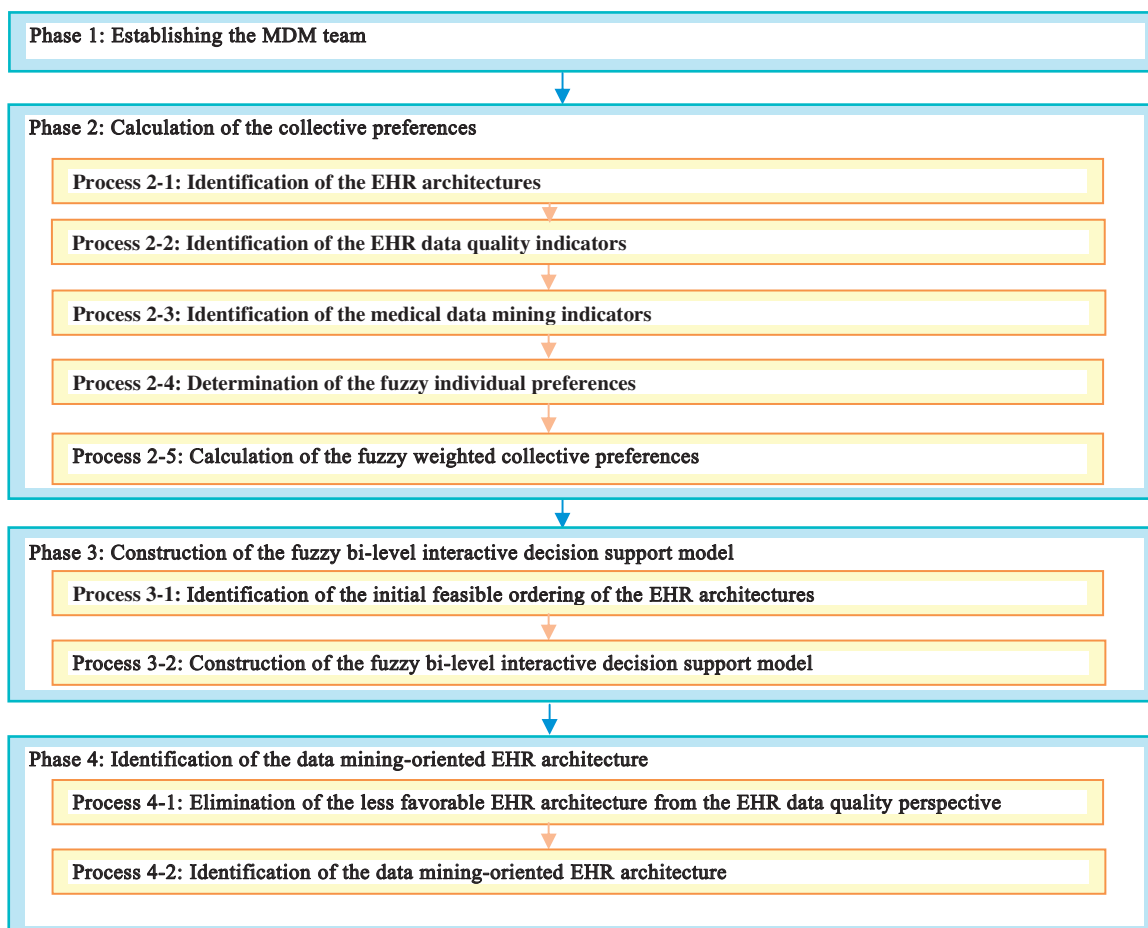 Phase 1: Establishing the MDM team
Phase 2: Calculation of the collective preferences
Process 2-1: Identification of the EHR architectures
Process 2-2: Identification of the EHR data quality indicators
Process 2-3: Identification of the medical data mining indicators
Process 2-4: Determination of the fuzzy individual preferences
Process 2-5: Calculation of the fuzzy weighted collective preferences
Phase 3: Construction of the fuzzy bi-level interactive decision support model
Process 3-1: Identification of the initial feasible ordering of the EHR architectures
Process 3-2: Construction of the fuzzy bi-level interactive decision support model
Phase 4: Identification of the data mining-oriented EHR architecture
Process 4-1: Elimination of the less favorable EHR architecture from the EHR data quality perspective
Process 4-2: Identification of the data mining-oriented EHR architecture